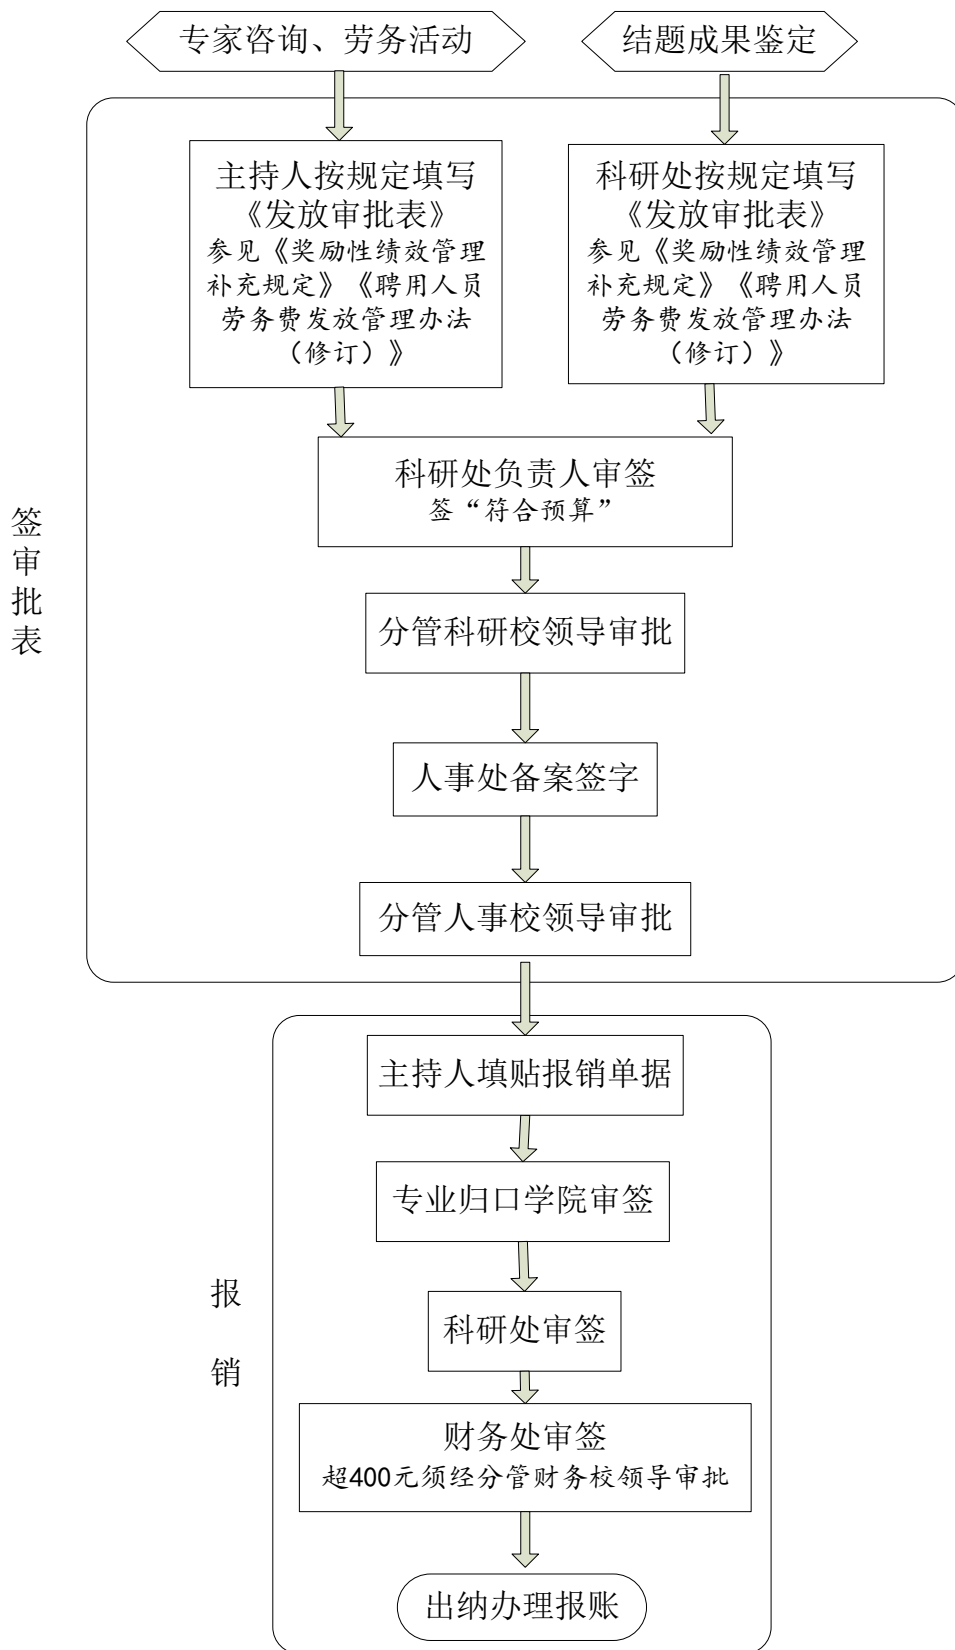 专家咨询、劳务活动
结题成果鉴定
主持人按规定填写
《发放审批表》
参见《奖励性绩效管理
补充规定》《聘用人员
劳务费发放管理办法
（修订）》
科研处按规定填写
《发放审批表》
参见《奖励性绩效管理
补充规定》《聘用人员
劳务费发放管理办法
（修订）》
科研处负责人审签
签“符合预算”
签
审
批
表
分管科研校领导审批
人事处备案签字
分管人事校领导审批
主持人填贴报销单据
专业归口学院审签
报
销
科研处审签
财务处审签
超400元须经分管财务校领导审批
出纳办理报账